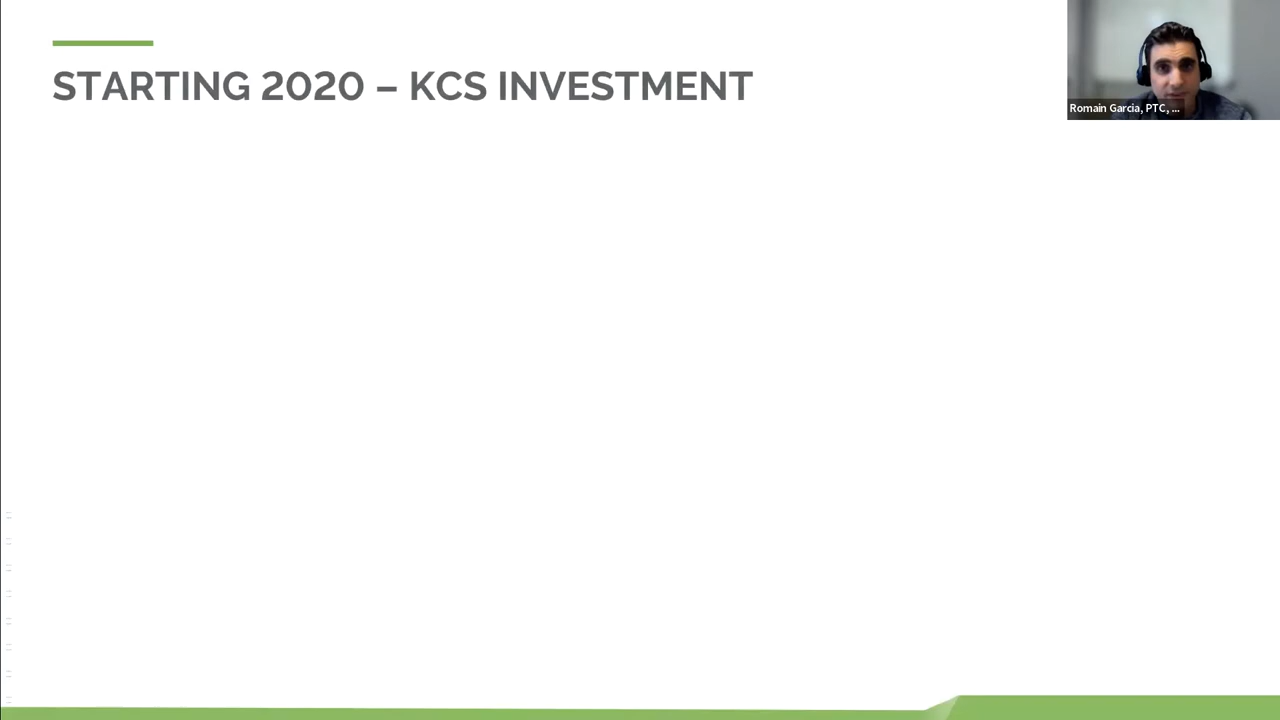 STARTING 2020 – KCS INVESTMENT
Romain Garcia, PTC, ...